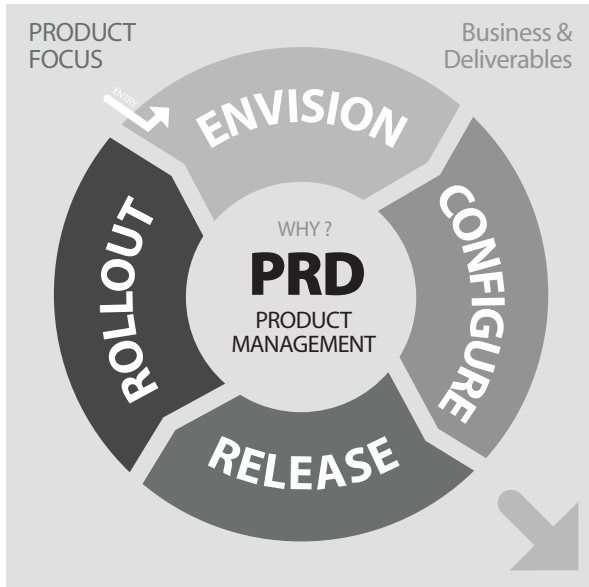 PRODUCT
FOCUS
Business &
Deliverables
ENTRY
ENVISION
CONFIGURE
RELEASE
ROLLOUT
WHY ?
PRD
PRODUCT
MANAGEMENT